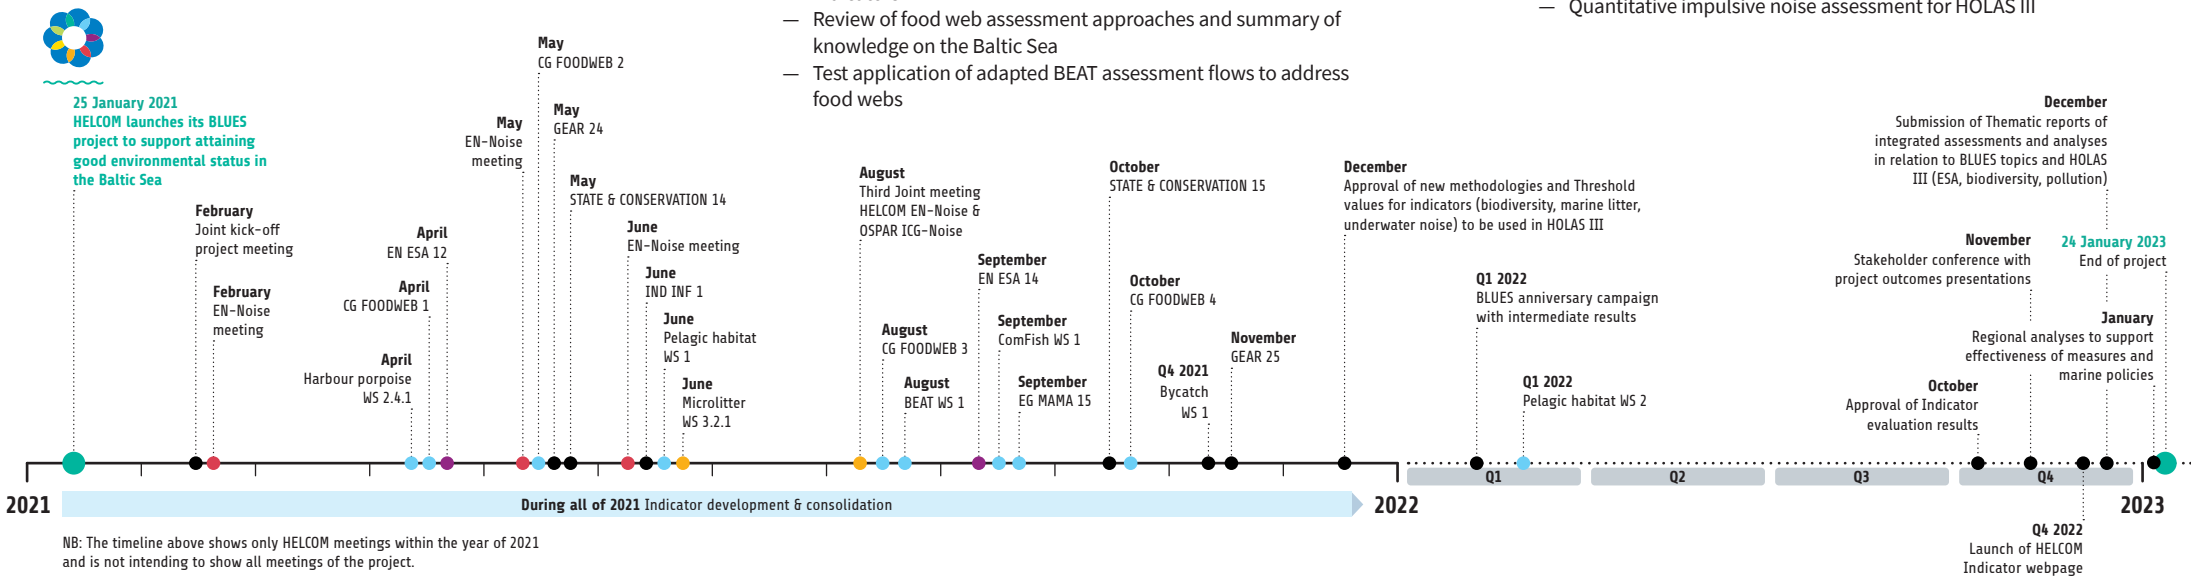 — Review of food web assessment approaches and summary of
knowledge on the Baltic Sea
— Test application of adapted BEAT assessment flows to address
food webs
— Quantitative impulsive noise assessment for HOLAS III
25 January 2021
HELCOM launches its BLUES
project to support attaining
good environmental status in
the Baltic Sea
February
Joint kick-off
project meeting
February
EN-Noise
meeting
April
Harbour porpoise
WS 2.4.1
April
CG FOODWEB 1
April
EN ESA 12
May
EN-Noise
meeting
May
CG FOODWEB 2
May
GEAR 24
May
STATE & CONSERVATION 14
June
EN-Noise meeting
June
IND INF 1
June
Pelagic habitat
WS 1
June
Microlitter
WS 3.2.1
August
Third Joint meeting
HELCOM EN-Noise &
OSPAR ICG-Noise
August
CG FOODWEB 3
August
BEAT WS 1
September
EN ESA 14
September
ComFish WS 1
September
EG MAMA 15
October
STATE & CONSERVATION 15
October
CG FOODWEB 4
Q4 2021
Bycatch
WS 1
November
GEAR 25
December
Approval of new methodologies and Threshold
values for indicators (biodiversity, marine litter,
underwater noise) to be used in HOLAS III
Q1 2022
BLUES anniversary campaign
with intermediate results
Q1 2022
Pelagic habitat WS 2
October
Approval of Indicator
evaluation results
November
Stakeholder conference with
project outcomes presentations
December
Submission of Thematic reports of
integrated assessments and analyses
in relation to BLUES topics and HOLAS
III (ESA, biodiversity, pollution)
January
Regional analyses to support
effectiveness of measures and
marine policies
24 January 2023
End of project
Q1
Q2
Q3
Q4
2021
During all of 2021 Indicator development & consolidation
2022
2023
Q4 2022
Launch of HELCOM
Indicator webpage
NB: The timeline above shows only HELCOM meetings within the year of 2021
and is not intending to show all meetings of the project.